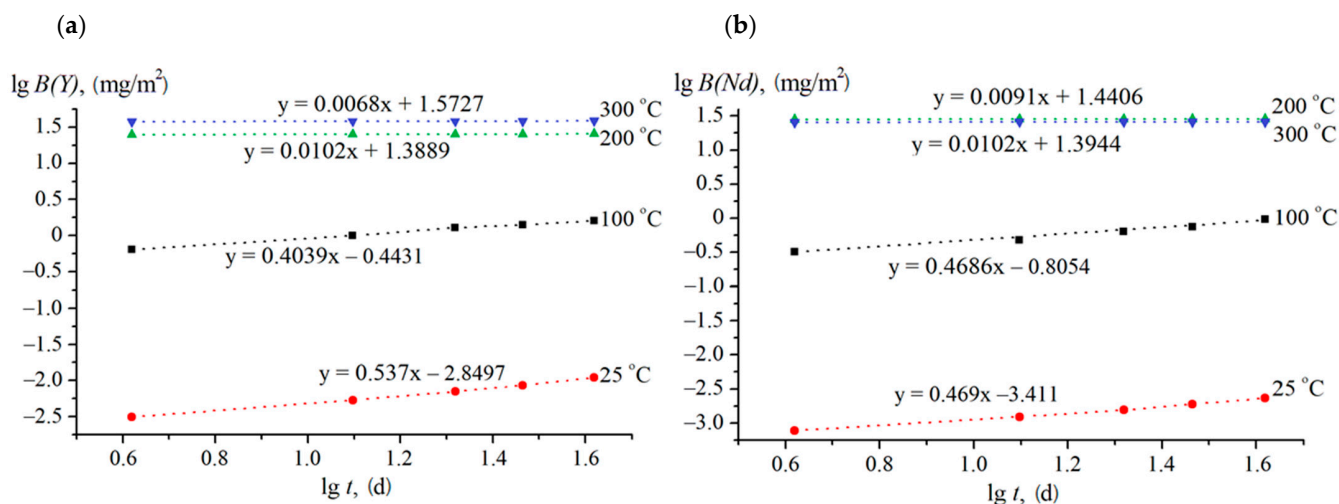 (a)
lg B(Y), (mg/m²)
y = 0.0068x + 1.5727
300 °C
1.5
200 °C
y = 0.0102x + 1.3889
1.0
0.5
100 °C
0
y = 0.4039x – 0.4431
–0.5
–1.0
–1.5
y = 0.537x – 2.8497
25 °C
–2.0
–2.5
0.6 0.8 1.0 1.2 1.4 1.6
lg t, (d)
(b)
lg B(Nd), (mg/m²)
y = 0.0091x + 1.4406
200 °C
1.5
300 °C
y = 0.0102x + 1.3944
1.0
0.5
0
100 °C
–0.5
y = 0.4686x – 0.8054
–1.0
–1.5
–2.0
y = 0.469x –3.411
25 °C
–2.5
–3.0
0.6 0.8 1.0 1.2 1.4 1.6
lg t, (d)